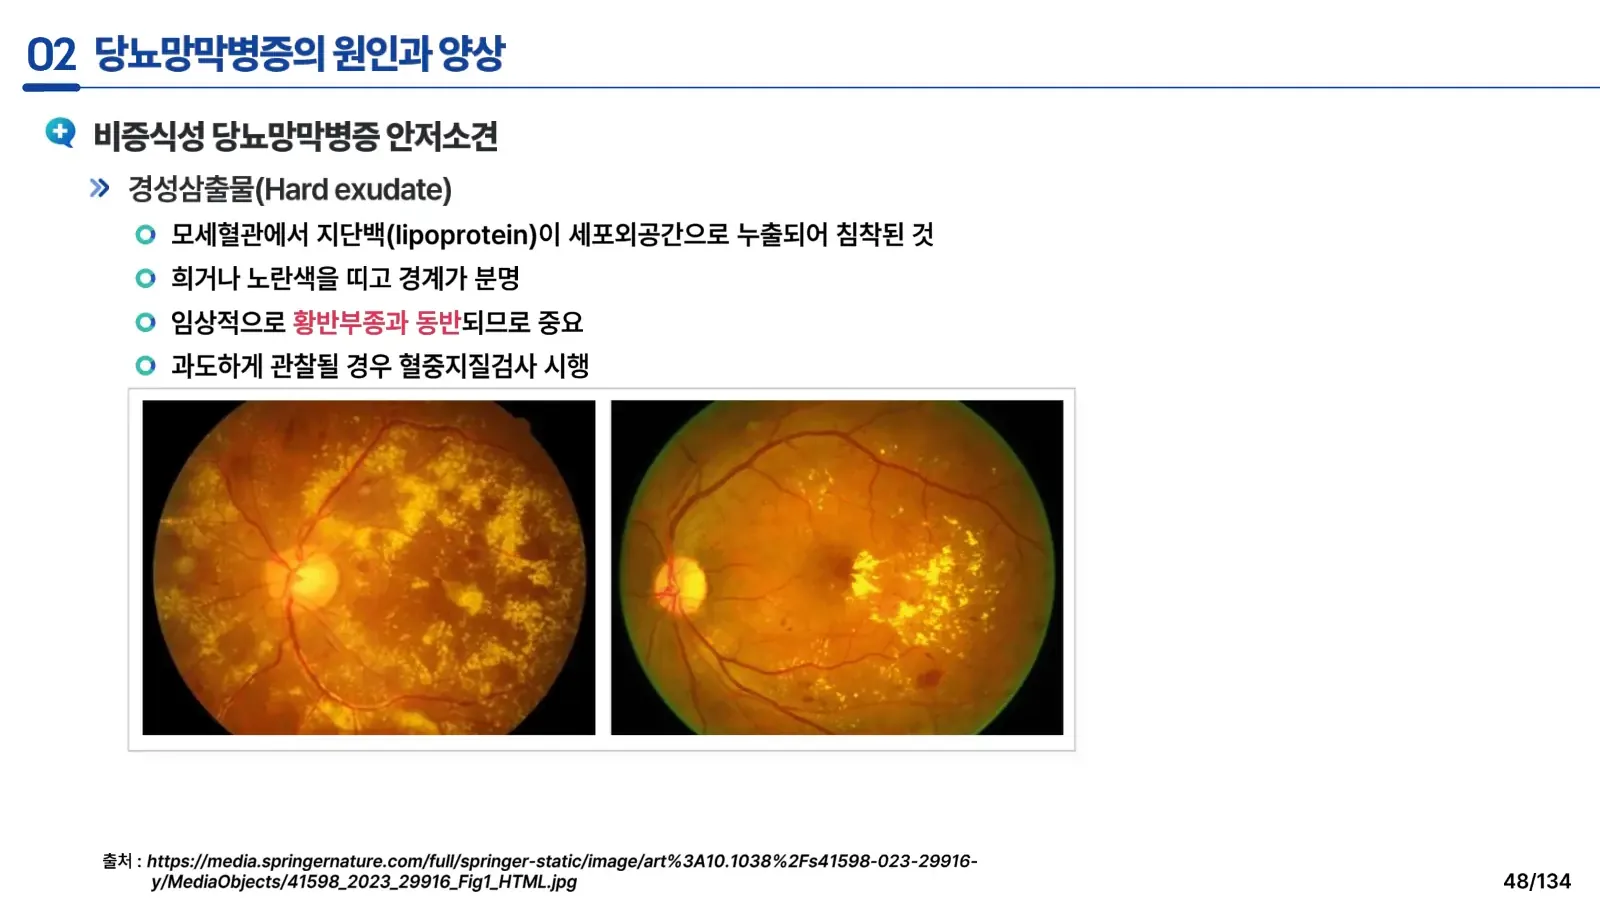 02 당뇨망막병증의 원인과 양상
비증식성 당뇨망막병증 안저소견
경성삼출물(Hard exudate)
모세혈관에서 지단백(lipoprotein)이 세포외공간으로 누출되어 침착된 것
희거나 노란색을 띠고 경계가 분명
임상적으로 황반부종과 동반되므로 중요
과도하게 관찰될 경우 혈중지질검사 시행
출처 : https://media.springernature.com/full/springer-static/image/art%3A10.1038%2Fs41598-023-29916-
y/MediaObjects/41598_2023_29916_Fig1_HTML.jpg
48/134